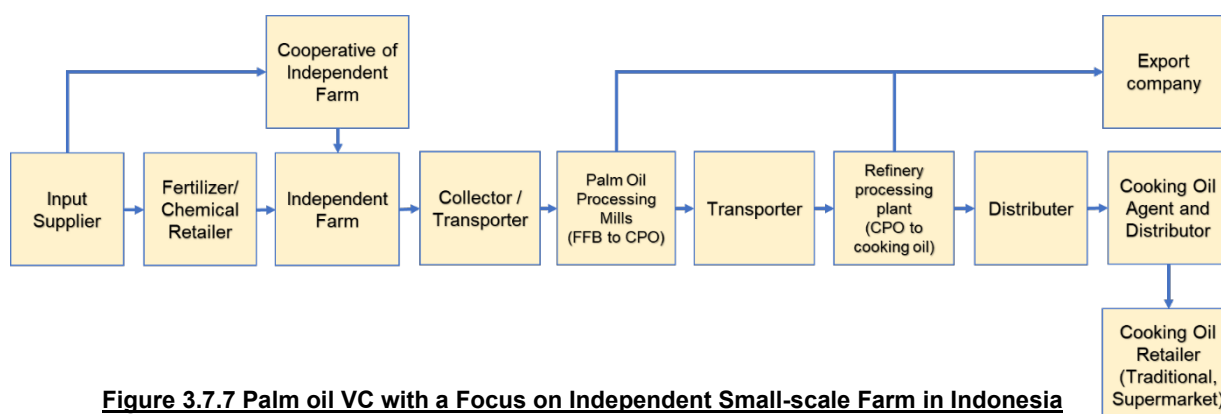 Cooperative of
Independent
Farm
Export
company
Input
Supplier
Fertilizer/
Chemical
Retailer
Independent
Farm
Collector /
Transporter
Palm Oil
Processing
Mills
(FFB to CPO)
Transporter
Refinery
processing
plant
(CPO to
cooking oil)
Distributer
Cooking Oil
Agent and
Distributor
Cooking Oil
Retailer
(Traditional,
Supermarket)
Figure 3.7.7 Palm oil VC with a Focus on Independent Small-scale Farm in Indonesia